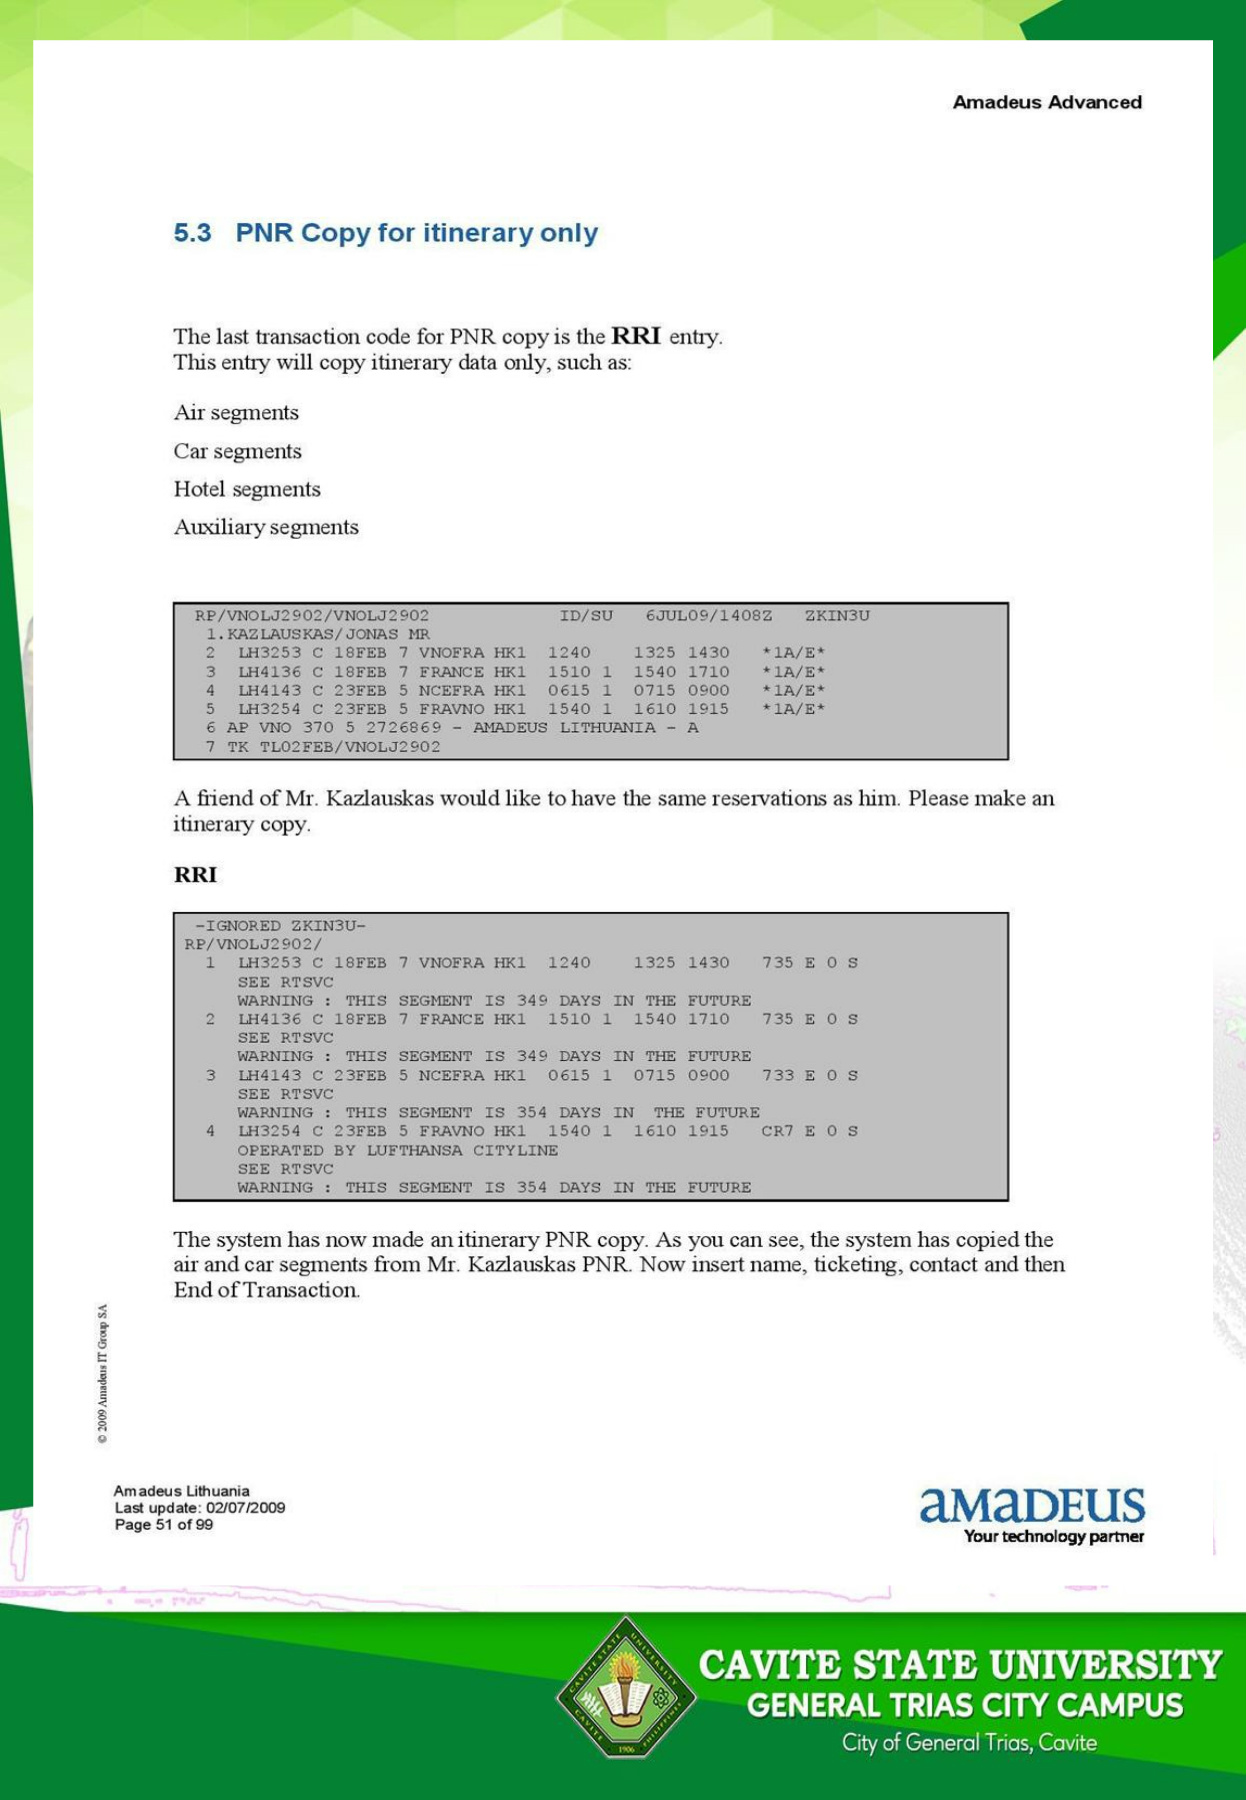 Amadeus Advanced
5.3 PNR Copy for itinerary only
The last transaction code for PNR copy is the RRI entry.
This entry will copy itinerary data only, such as:
Air segments
Car segments
Hotel segments
Auxiliary segments
RP/VNOLJ2902/VNOLJ2902 ID/SU 6JUL09/1408Z ZKIN3U
1.KAZLAUSKAS/JONAS MR
2 LH3253 C 18FEB 7 VNOFRA HK1 1240 1325 1430 *1A/E*
3 LH4136 C 18FEB 7 FRANCE HK1 1510 1 1540 1710 *1A/E*
4 LH4143 C 23FEB 5 NCEFRA HK1 0615 1 0715 0900 *1A/E*
5 LH3254 C 23FEB 5 FRAVNO HK1 1540 1 1610 1915 *1A/E*
6 AP VNO 370 5 2726869 - AMADEUS LITHUANIA - A
7 TK TL02FEB/VNOLJ2902
A friend of Mr. Kazlauskas would like to have the same reservations as him. Please make an
itinerary copy.
RRI
-IGNORED ZKIN3U-
RP/VNOLJ2902/
1 LH3253 C 18FEB 7 VNOFRA HK1 1240 1325 1430 735 E 0 S
SEE RTSVC
WARNING : THIS SEGMENT IS 349 DAYS IN THE FUTURE
2 LH4136 C 18FEB 7 FRANCE HK1 1510 1 1540 1710 735 E 0 S
SEE RTSVC
WARNING : THIS SEGMENT IS 349 DAYS IN THE FUTURE
3 LH4143 C 23FEB 5 NCEFRA HK1 0615 1 0715 0900 733 E 0 S
SEE RTSVC
WARNING : THIS SEGMENT IS 354 DAYS IN THE FUTURE
4 LH3254 C 23FEB 5 FRAVNO HK1 1540 1 1610 1915 CR7 E 0 S
OPERATED BY LUFTHANSA CITYLINE
SEE RTSVC
WARNING : THIS SEGMENT IS 354 DAYS IN THE FUTURE
The system has now made an itinerary PNR copy. As you can see, the system has copied the
air and car segments from Mr. Kazlauskas PNR. Now insert name, ticketing, contact and then
End of Transaction.
© 2009 Amadeus IT Group SA
Amadeus Lithuania
Last update: 02/07/2009
Page 51 of 99
aMaDEUS
Your technology partner
CAVITE STATE UNIVERSITY
CAVITE PHILIPPINES
1906
CAVITE STATE UNIVERSITY
GENERAL TRIAS CITY CAMPUS
City of General Trias, Cavite